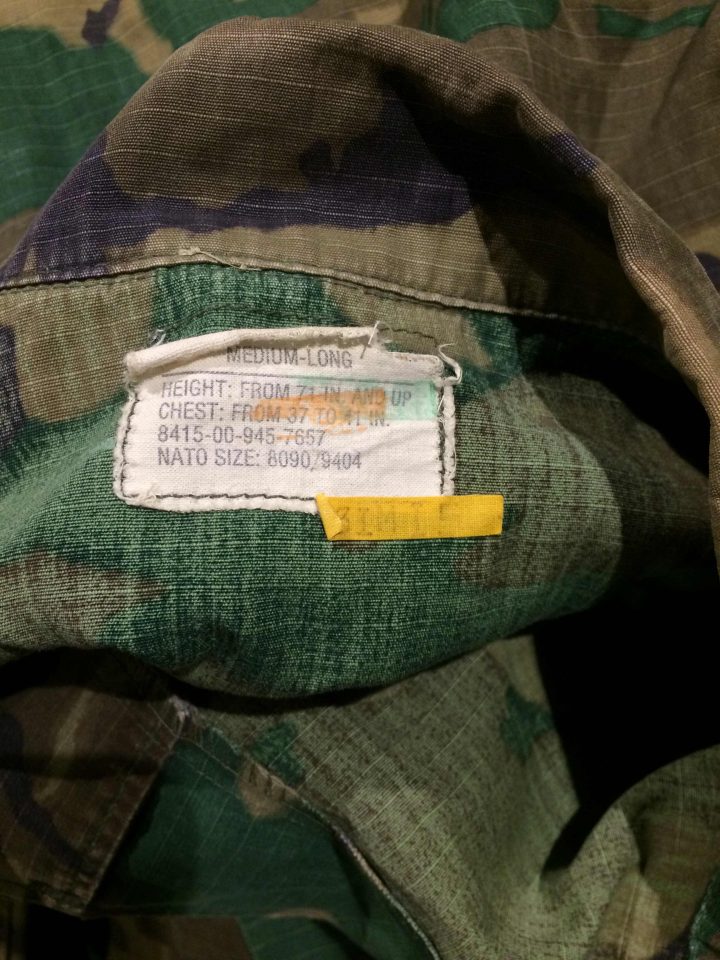 MEDIUM-LONG
HEIGHT: FROM 71 IN. AND UP
CHEST: FROM 37 TO 41 IN.
8415-00-945-7657
NATO SIZE: 8090/9404